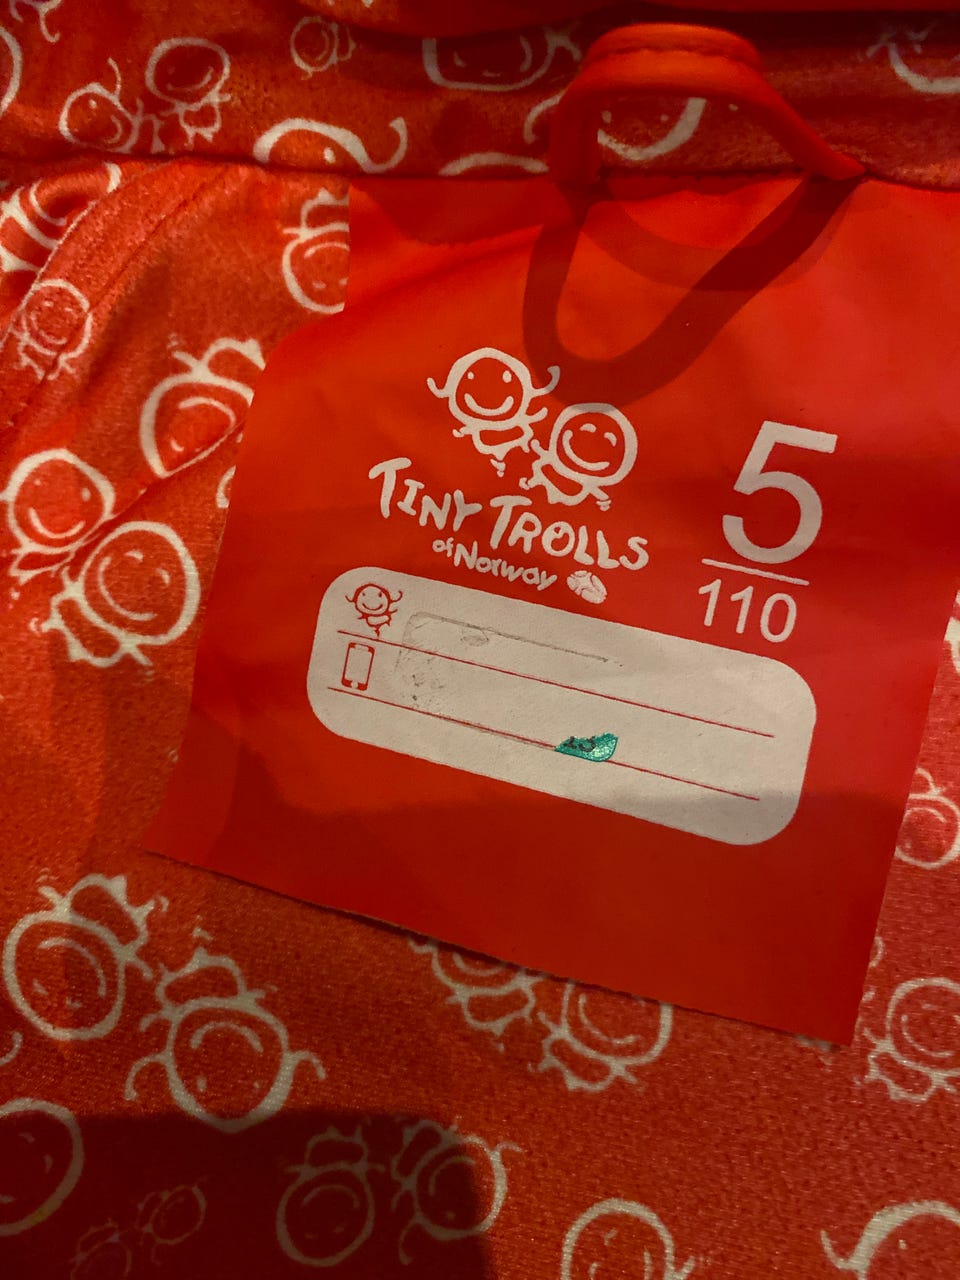 TINY TROLLS
of Norway
5
110